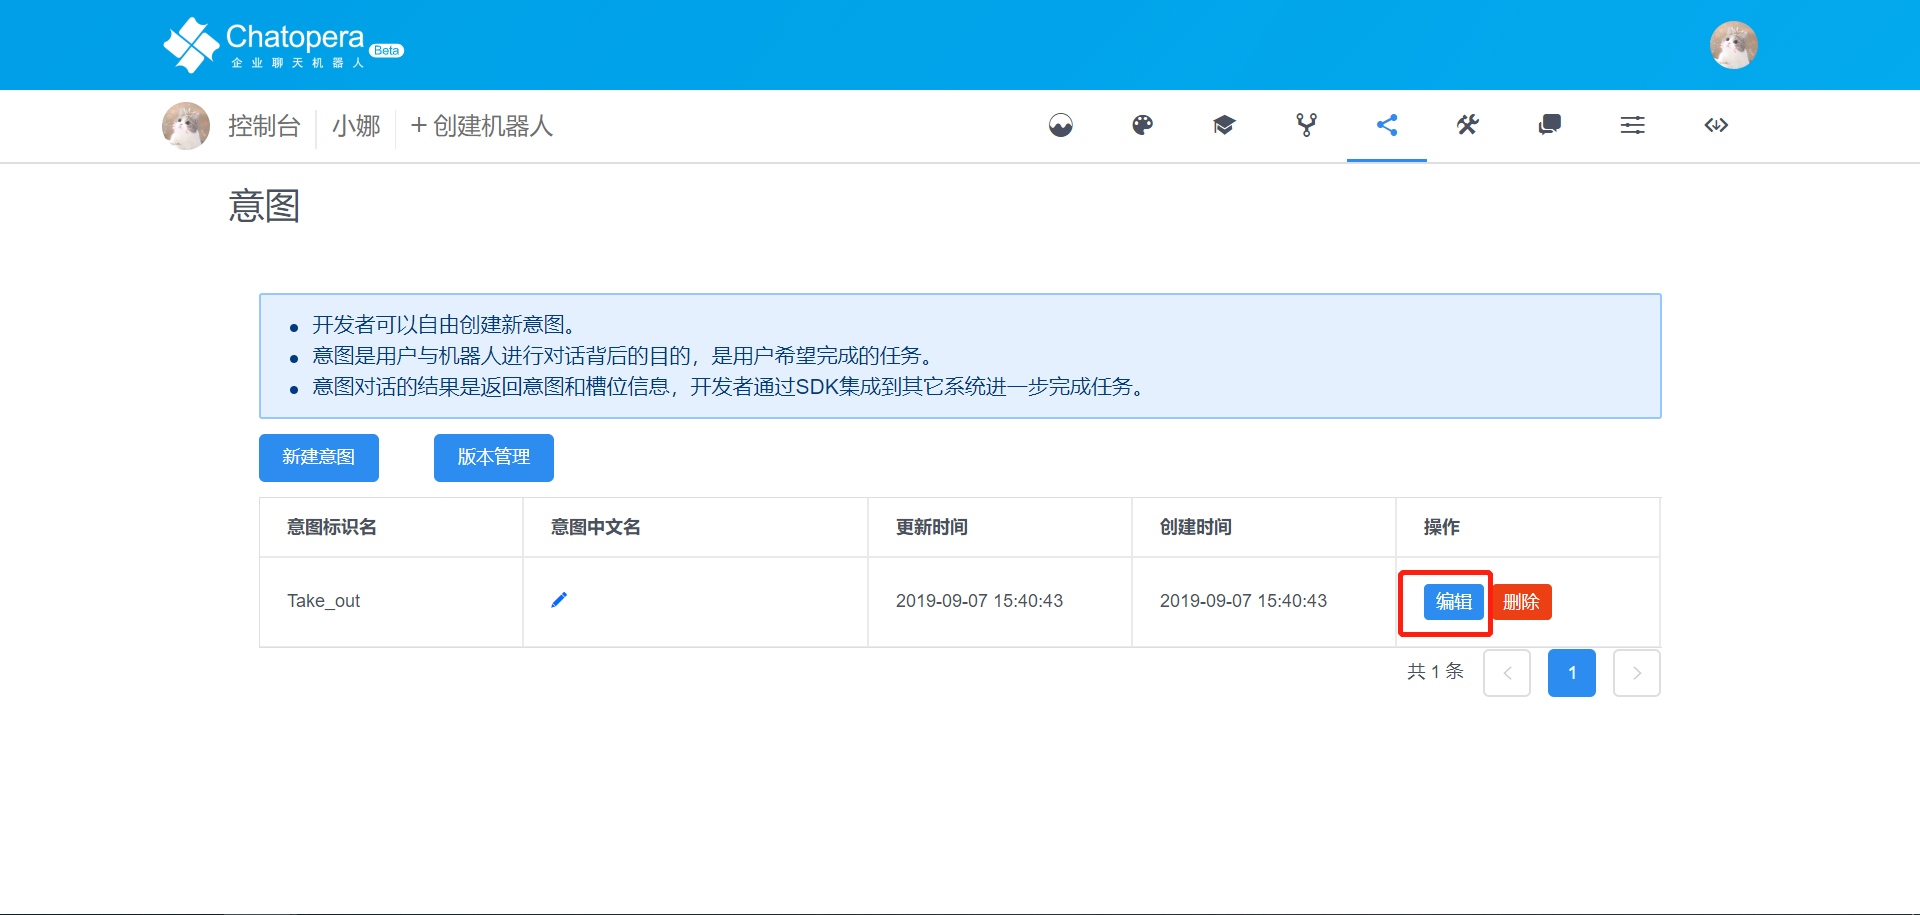 Chatopera Beta
企业聊天机器人
控制台 小娜 + 创建机器人
意图
开发者可以自由创建新意图。
意图是用户与机器人进行对话背后的目的，是用户希望完成的任务。
意图对话的结果是返回意图和槽位信息，开发者通过SDK集成到其它系统进一步完成任务。
新建意图 版本管理
意图标识名 意图中文名 更新时间 创建时间 操作
Take_out 2019-09-07 15:40:43 2019-09-07 15:40:43 编辑 删除
共 1 条 1